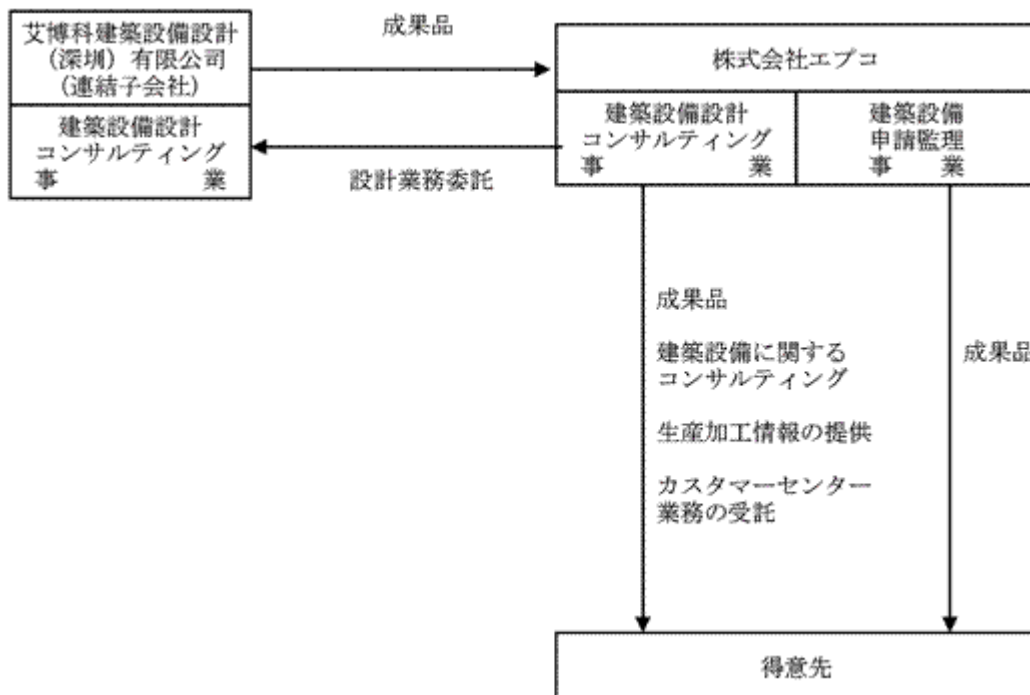 艾博科建築設備設計
（深圳）有限公司
（連結子会社）
建築設備設計
コンサルティング
事業
成果品
設計業務委託
株式会社エプコ
建築設備設計
コンサルティング
事業
建築設備
申請監理
事業
成果品
建築設備に関する
コンサルティング
生産加工情報の提供
カスタマーセンター
業務の受託
成果品
得意先